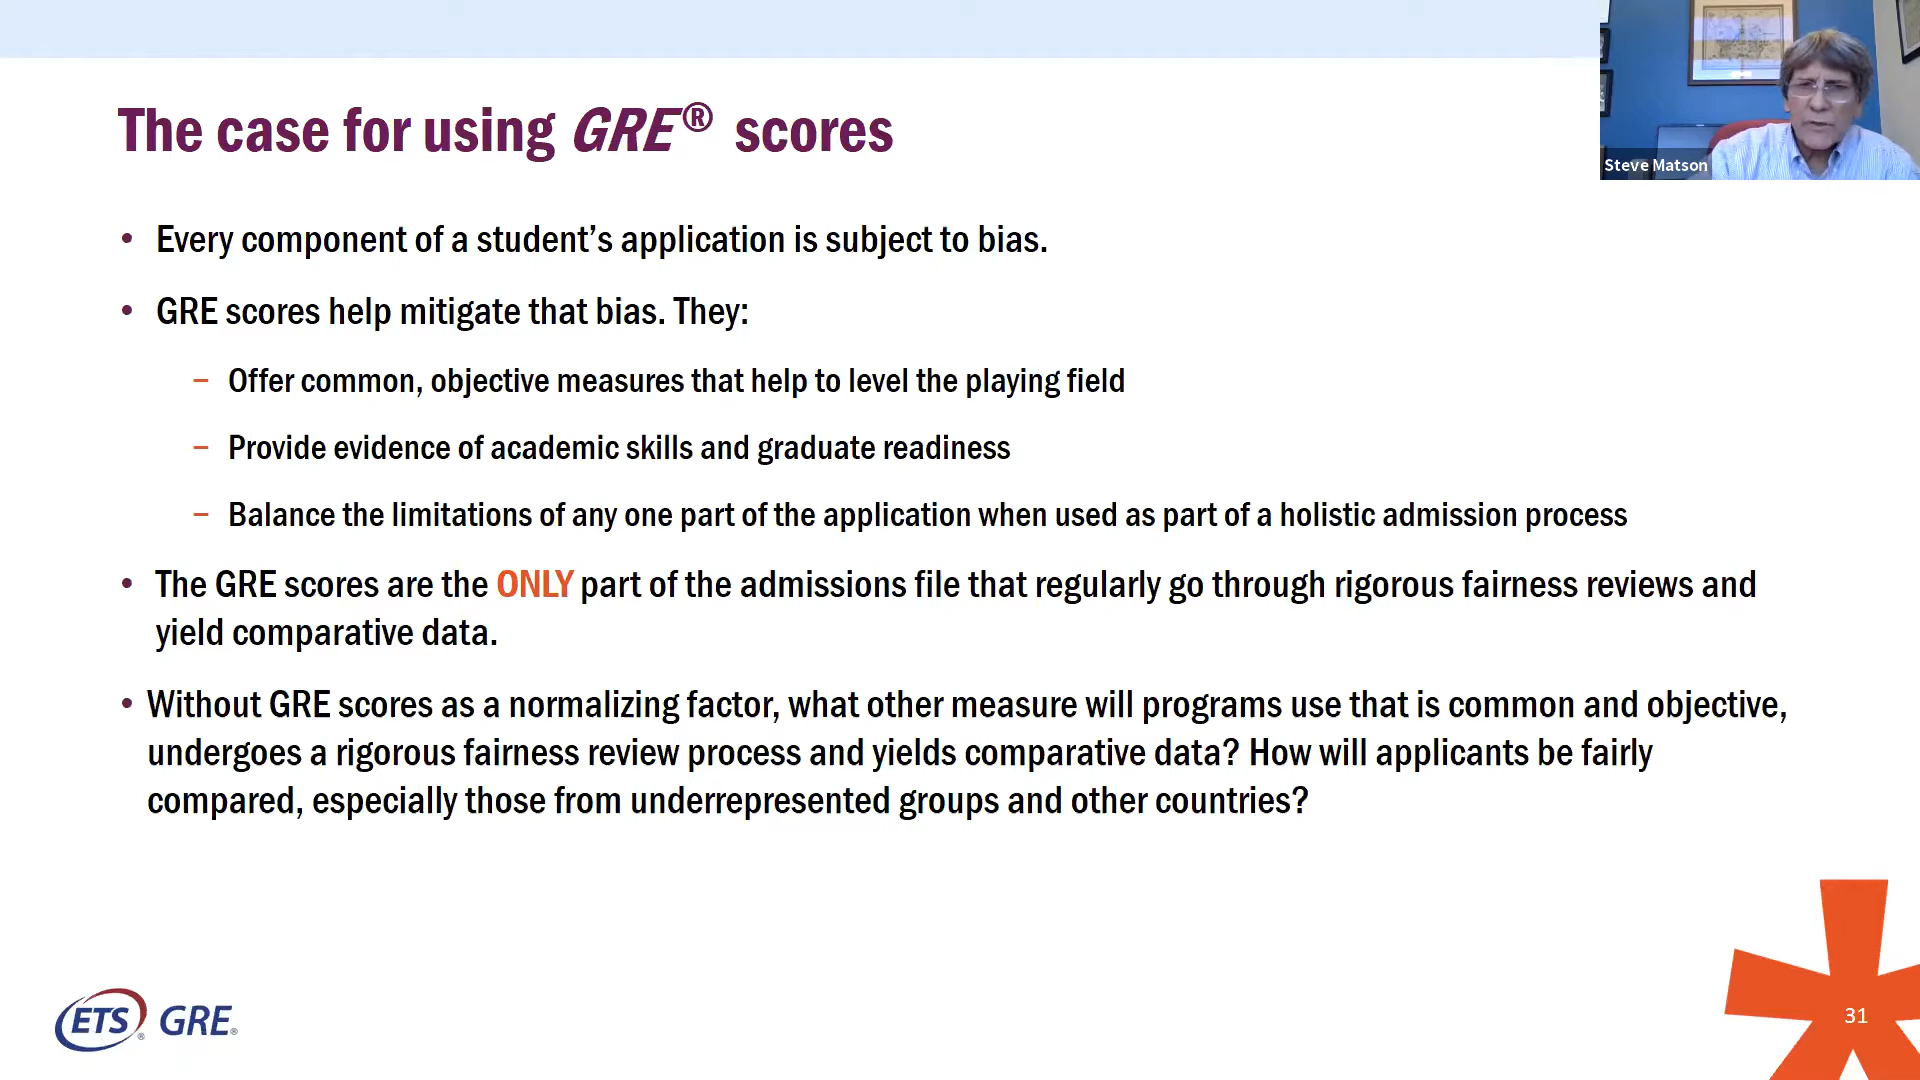 The case for using GRE® scores
Steve Matson
• Every component of a student’s application is subject to bias.
• GRE scores help mitigate that bias. They:
– Offer common, objective measures that help to level the playing field
– Provide evidence of academic skills and graduate readiness
– Balance the limitations of any one part of the application when used as part of a holistic admission process
• The GRE scores are the ONLY part of the admissions file that regularly go through rigorous fairness reviews and
yield comparative data.
• Without GRE scores as a normalizing factor, what other measure will programs use that is common and objective,
undergoes a rigorous fairness review process and yields comparative data? How will applicants be fairly
compared, especially those from underrepresented groups and other countries?
ETS® GRE®
31